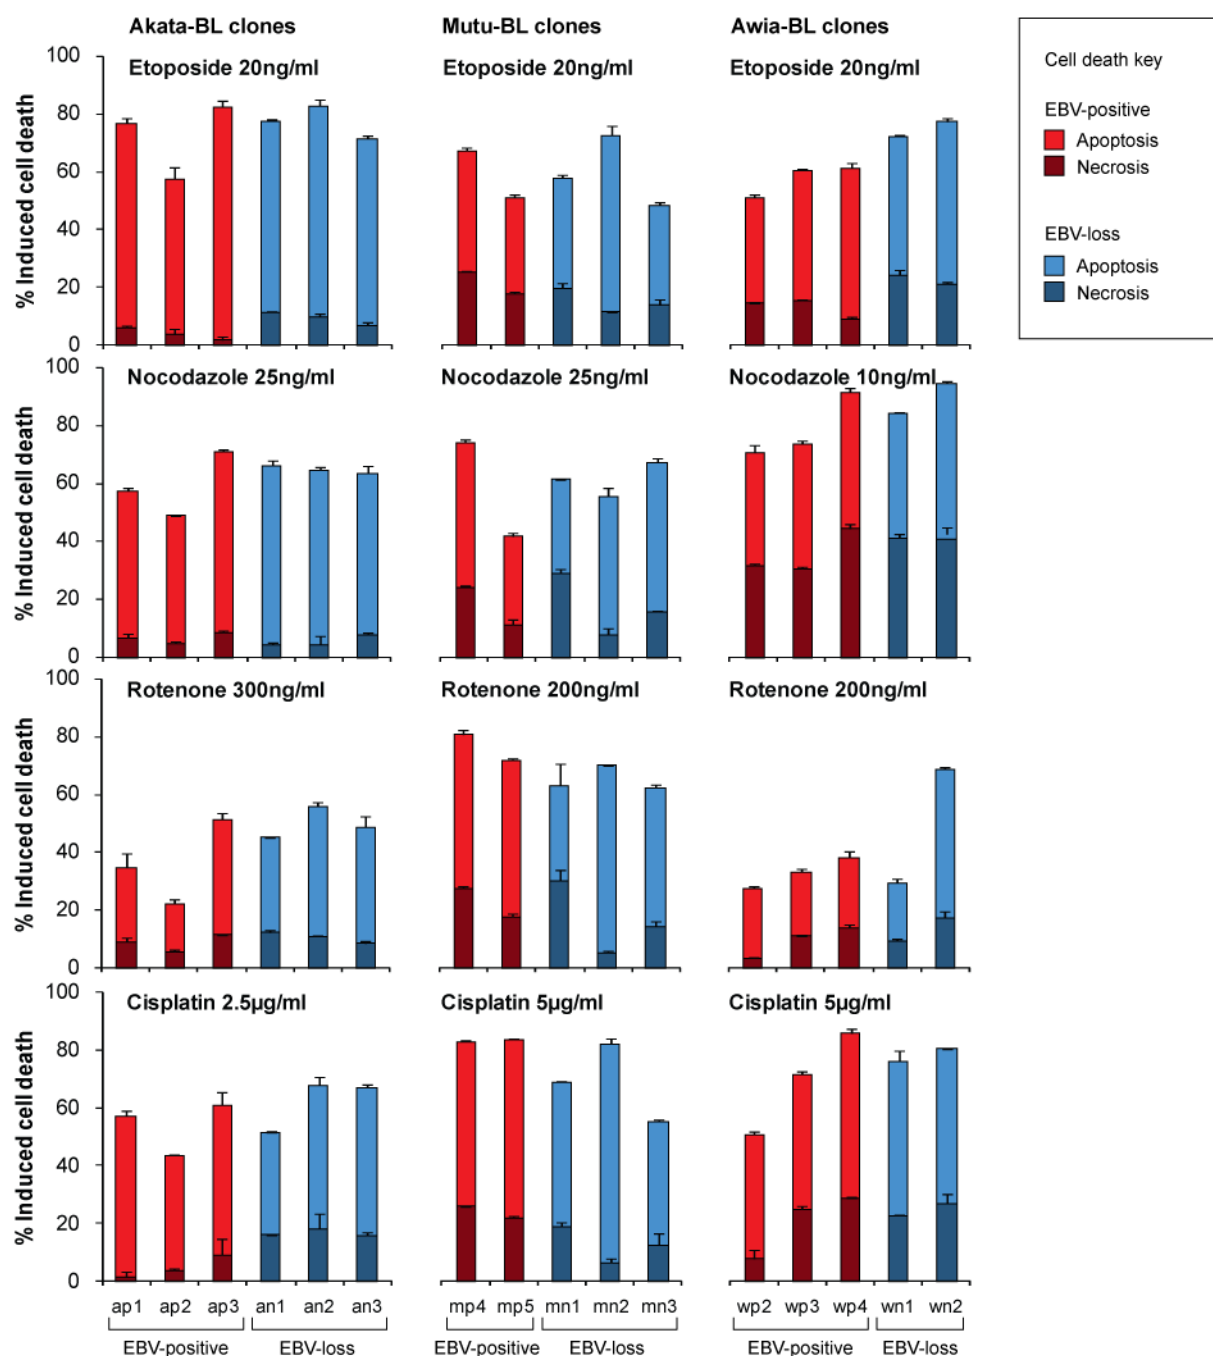 Akata-BL clones
Mutu-BL clones
Awia-BL clones
Etoposide 20ng/ml
Etoposide 20ng/ml
Etoposide 20ng/ml
% Induced cell death
100
80
60
40
20
0
Cell death key
EBV-positive
Apoptosis
Necrosis
EBV-loss
Apoptosis
Necrosis
Nocodazole 25ng/ml
Nocodazole 25ng/ml
Nocodazole 10ng/ml
% Induced cell death
100
80
60
40
20
0
Rotenone 300ng/ml
Rotenone 200ng/ml
Rotenone 200ng/ml
% Induced cell death
100
80
60
40
20
0
Cisplatin 2.5µg/ml
Cisplatin 5µg/ml
Cisplatin 5µg/ml
% Induced cell death
100
80
60
40
20
0
ap1 ap2 ap3 an1 an2 an3
mp4 mp5 mn1 mn2 mn3
wp2 wp3 wp4 wn1 wn2
EBV-positive EBV-loss
EBV-positive EBV-loss
EBV-positive EBV-loss